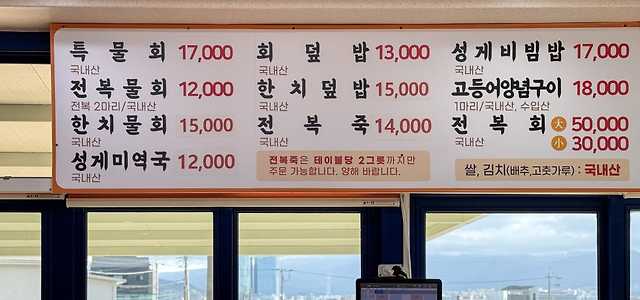 특물회 17,000
국내산
전복물회 12,000
전복 2마리/국내산
한치물회 15,000
국내산
성게미역국 12,000
국내산
회덮밥 13,000
국내산
한치덮밥 15,000
국내산
전복죽 14,000
국내산
전복죽은 테이블당 2그릇까지만
주문 가능합니다. 양해 바랍니다.
성게비빔밥 17,000
국내산
고등어양념구이 18,000
1마리/국내산, 수입산
전복회 大 50,000
국내산 小 30,000
쌀, 김치(배추,고춧가루) : 국내산